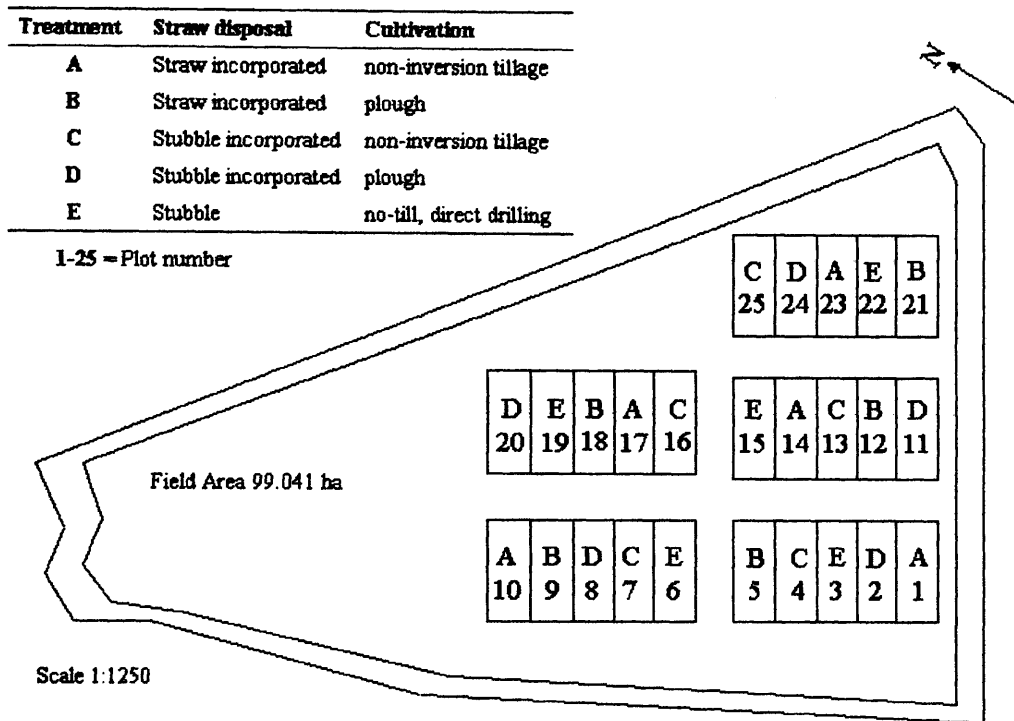 Treatment Straw disposal Cultivation
A Straw incorporated non-inversion tillage
B Straw incorporated plough
C Stubble incorporated non-inversion tillage
D Stubble incorporated plough
E Stubble no-till, direct drilling
1-25 = Plot number
N
C D A E B
25 24 23 22 21
D E B A C
20 19 18 17 16
E A C B D
15 14 13 12 11
Field Area 99.041 ha
A B D C E
10 9 8 7 6
B C E D A
5 4 3 2 1
Scale 1:1250